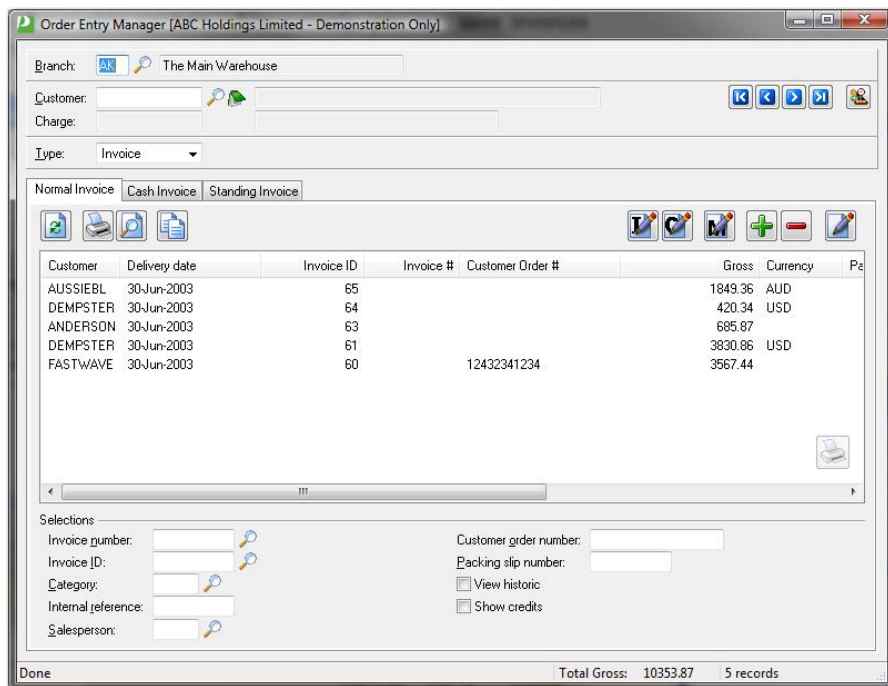 Order Entry Manager [ABC Holdings Limited - Demonstration Only]
Branch: AK The Main Warehouse
Customer:
Charge:
Type: Invoice
Normal Invoice Cash Invoice Standing Invoice
I C M
Customer Delivery date Invoice ID Invoice # Customer Order # Gross Currency Pa
AUSSIEBL 30-Jun-2003 65 1849.36 AUD
DEMPSTER 30-Jun-2003 64 420.34 USD
ANDERSON 30-Jun-2003 63 685.87
DEMPSTER 30-Jun-2003 61 3830.86 USD
FASTWAVE 30-Jun-2003 60 12432341234 3567.44
Selections
Invoice number: Customer order number:
Invoice ID: Packing slip number:
Category: View historic
Internal reference: Show credits
Salesperson:
Done Total Gross: 10353.87 5 records